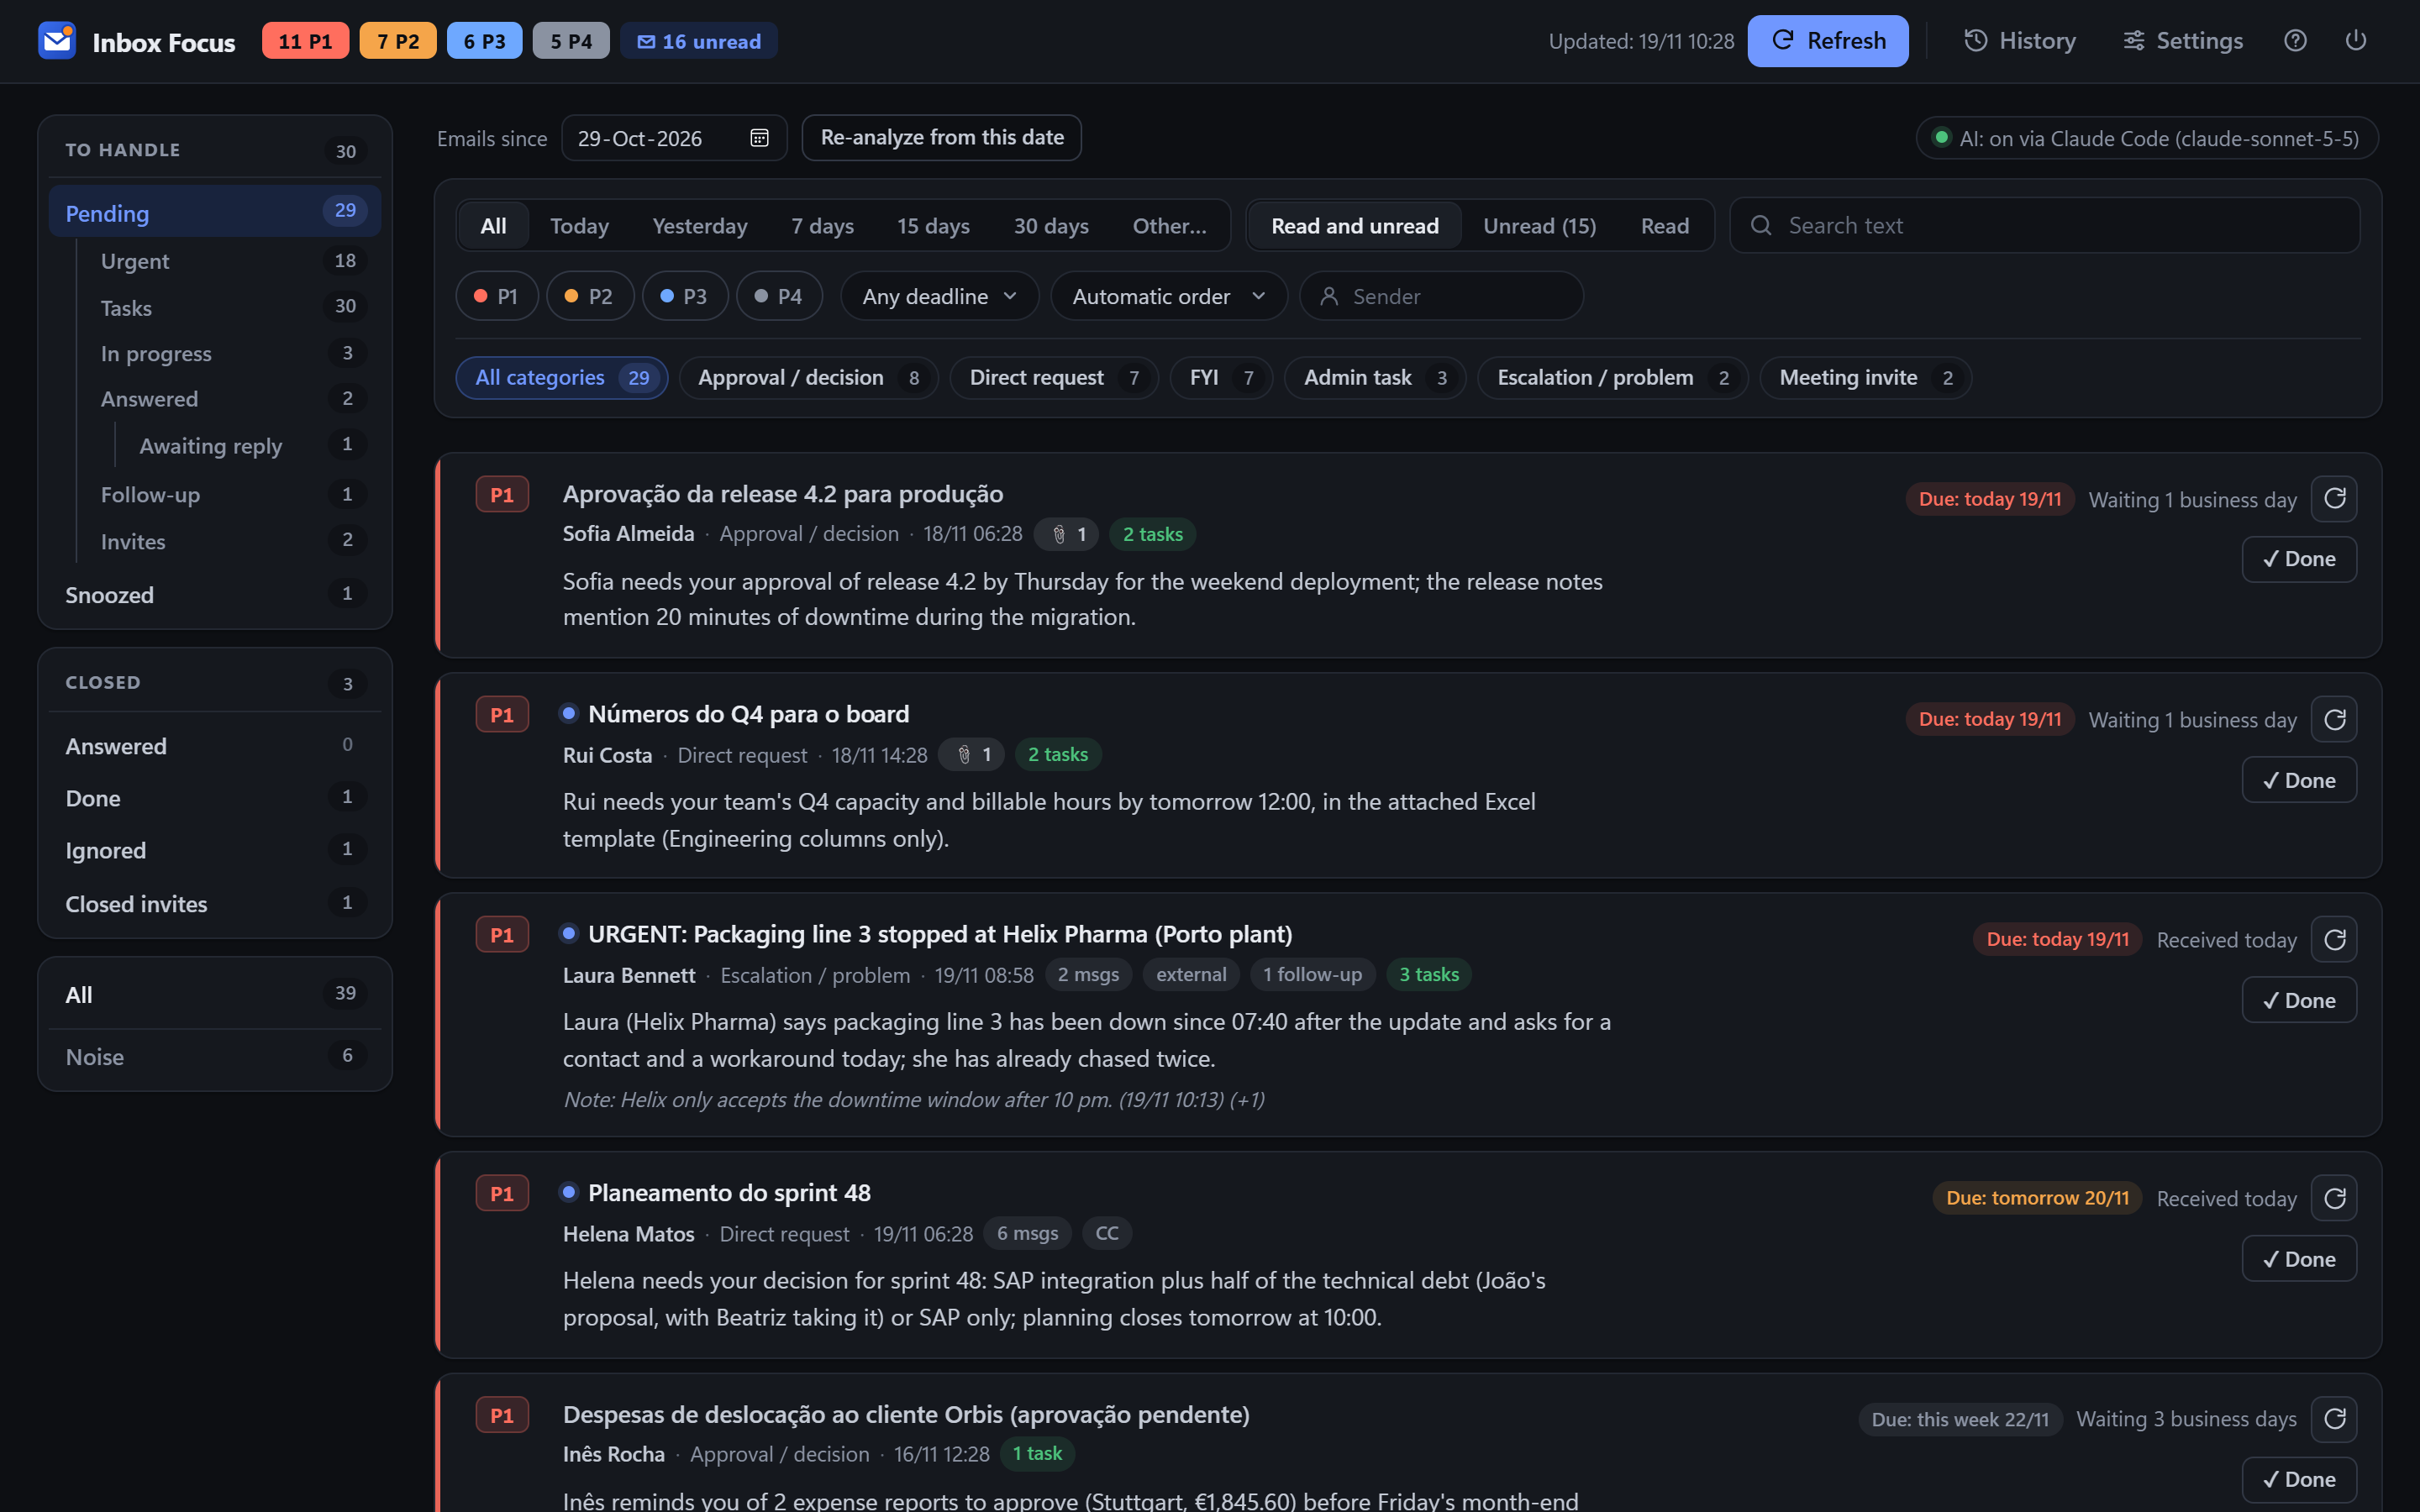 Inbox Focus
11 P1
7 P2
6 P3
5 P4
16 unread
Updated: 19/11 10:28
Refresh
History
Settings
TO HANDLE 30
Pending 29
Urgent 18
Tasks 30
In progress 3
Answered 2
Awaiting reply 1
Follow-up 1
Invites 2
Snoozed 1
CLOSED 3
Answered 0
Done 1
Ignored 1
Closed invites 1
All 39
Noise 6
Emails since 29-Oct-2026 Re-analyze from this date
AI: on via Claude Code (claude-sonnet-5-5)
All Today Yesterday 7 days 15 days 30 days Other... Read and unread Unread (15) Read Search text
P1 P2 P3 P4 Any deadline Automatic order Sender
All categories 29 Approval / decision 8 Direct request 7 FYI 7 Admin task 3 Escalation / problem 2 Meeting invite 2
P1 Aprovação da release 4.2 para produção
Due: today 19/11 Waiting 1 business day
Sofia Almeida · Approval / decision · 18/11 06:28 1 2 tasks
✓ Done
Sofia needs your approval of release 4.2 by Thursday for the weekend deployment; the release notes
mention 20 minutes of downtime during the migration.
P1 Números do Q4 para o board
Due: today 19/11 Waiting 1 business day
Rui Costa · Direct request · 18/11 14:28 1 2 tasks
✓ Done
Rui needs your team's Q4 capacity and billable hours by tomorrow 12:00, in the attached Excel
template (Engineering columns only).
P1 URGENT: Packaging line 3 stopped at Helix Pharma (Porto plant)
Due: today 19/11 Received today
Laura Bennett · Escalation / problem · 19/11 08:58 2 msgs external 1 follow-up 3 tasks
✓ Done
Laura (Helix Pharma) says packaging line 3 has been down since 07:40 after the update and asks for a
contact and a workaround today; she has already chased twice.
Note: Helix only accepts the downtime window after 10 pm. (19/11 10:13) (+1)
P1 Planeamento do sprint 48
Due: tomorrow 20/11 Received today
Helena Matos · Direct request · 19/11 06:28 6 msgs CC
✓ Done
Helena needs your decision for sprint 48: SAP integration plus half of the technical debt (João's
proposal, with Beatriz taking it) or SAP only; planning closes tomorrow at 10:00.
P1 Despesas de deslocação ao cliente Orbis (aprovação pendente)
Due: this week 22/11 Waiting 3 business days
Inês Rocha · Approval / decision · 16/11 12:28 1 task
✓ Done
Inês reminds you of 2 expense reports to approve (Stuttgart, €1,845.60) before Friday's month-end